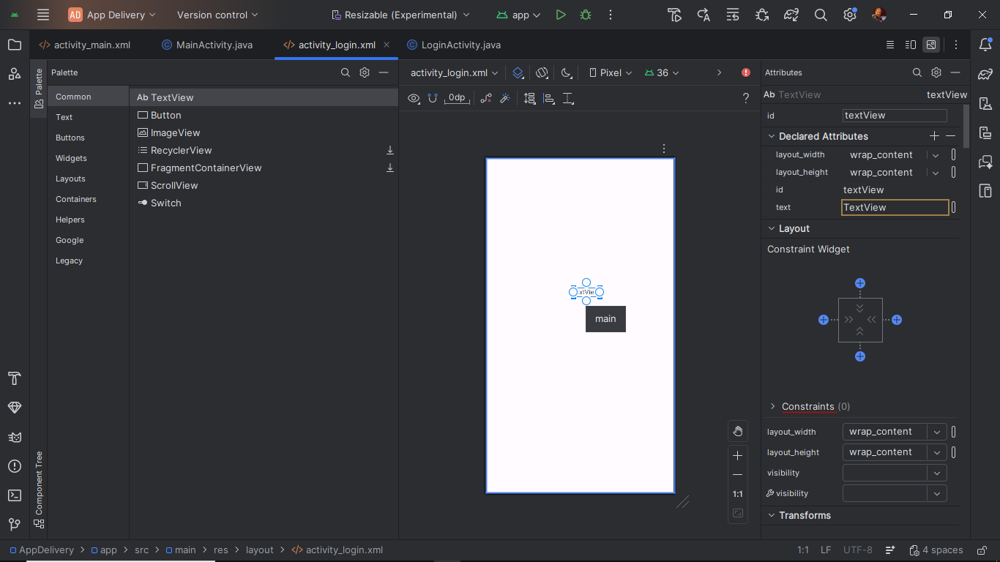 AD App Delivery Version control Resizable (Experimental) app
activity_main.xml MainActivity.java activity_login.xml LoginActivity.java
Palette
Component Tree
Palette
Common
Text
Buttons
Widgets
Layouts
Containers
Helpers
Google
Legacy
Ab TextView
Button
ImageView
RecyclerView
FragmentContainerView
ScrollView
Switch
activity_login.xml Pixel 36
0dp ?
xtVie
main
1:1
Attributes
Ab TextView textView
id textView
Declared Attributes
layout_width wrap_content
layout_height wrap_content
id textView
text TextView
Layout
Constraint Widget
Constraints (0)
layout_width wrap_content
layout_height wrap_content
visibility
visibility
Transforms
AppDelivery > app > src > main > res > layout > activity_login.xml 1:1 LF UTF-8 4 spaces